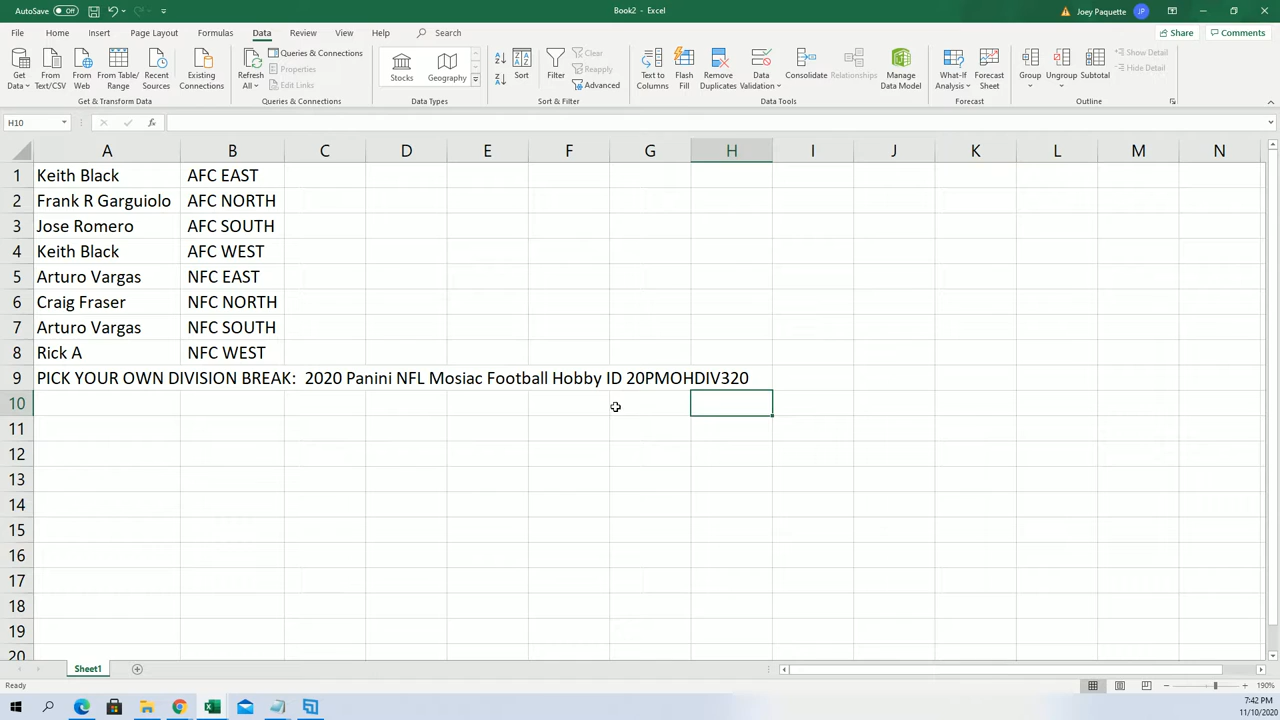 AutoSave Off Book2 - Excel Joey Paquette JP
File Home Insert Page Layout Formulas Data Review View Help Search Share Comments
Get Data From Text/CSV From Web From Table/Range Recent Sources Existing Connections
Get & Transform Data
Refresh All Queries & Connections Properties Edit Links
Queries & Connections
Stocks Geography
Data Types
Sort Filter Clear Reapply Advanced
Sort & Filter
Text to Columns Flash Fill Remove Duplicates Data Validation Consolidate Relationships Manage Data Model
Data Tools
What-If Analysis Forecast Sheet
Forecast
Group Ungroup Subtotal Show Detail Hide Detail
Outline
H10 fx
A B C D E F G H I J K L M N
1 Keith Black AFC EAST
2 Frank R Garguiolo AFC NORTH
3 Jose Romero AFC SOUTH
4 Keith Black AFC WEST
5 Arturo Vargas NFC EAST
6 Craig Fraser NFC NORTH
7 Arturo Vargas NFC SOUTH
8 Rick A NFC WEST
9 PICK YOUR OWN DIVISION BREAK: 2020 Panini NFL Mosiac Football Hobby ID 20PMOHDIV320
10
11
12
13
14
15
16
17
18
19
20
Sheet1
Ready 190%
7:42 PM
11/10/2020